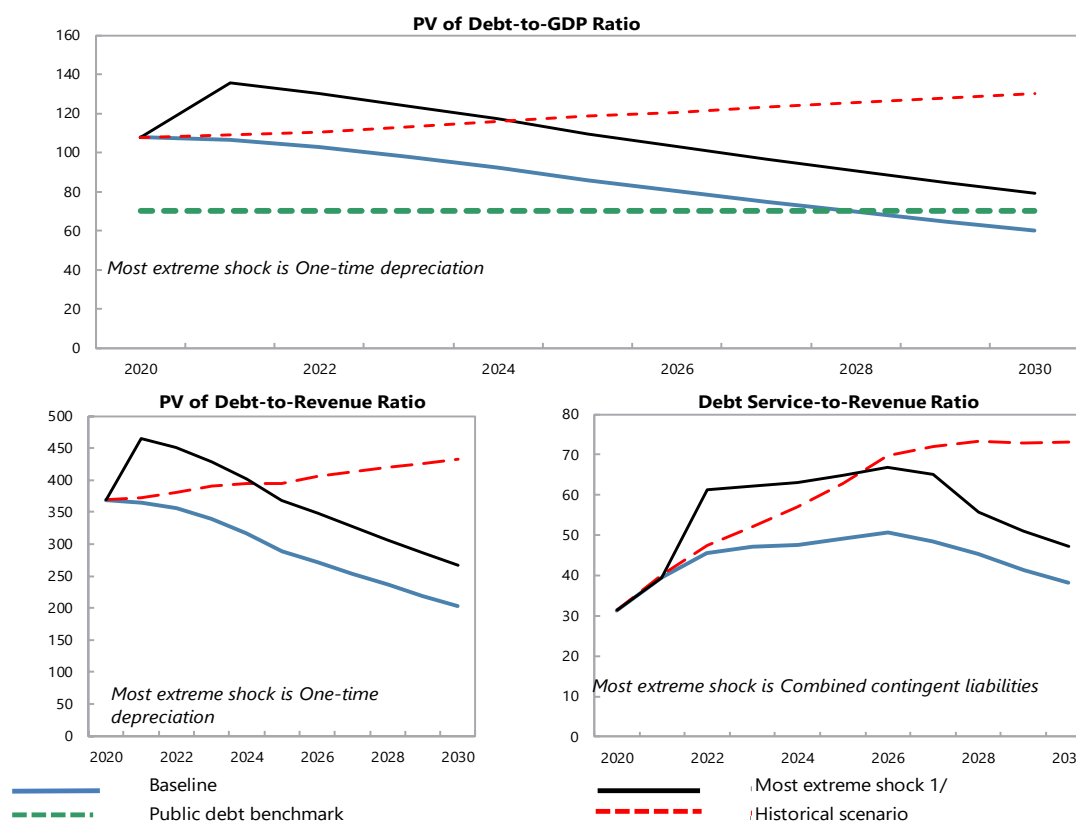 PV of Debt-to-GDP Ratio
160
140
120
100
80
60
40
20
0
Most extreme shock is One-time depreciation
2020 2022 2024 2026 2028 2030
PV of Debt-to-Revenue Ratio
500
450
400
350
300
250
200
150
100
50
0
Most extreme shock is One-time
depreciation
2020 2022 2024 2026 2028 2030
Debt Service-to-Revenue Ratio
80
70
60
50
40
30
20
10
0
Most extreme shock is Combined contingent liabilities
2020 2022 2024 2026 2028 203
Baseline
Public debt benchmark
Most extreme shock 1/
Historical scenario